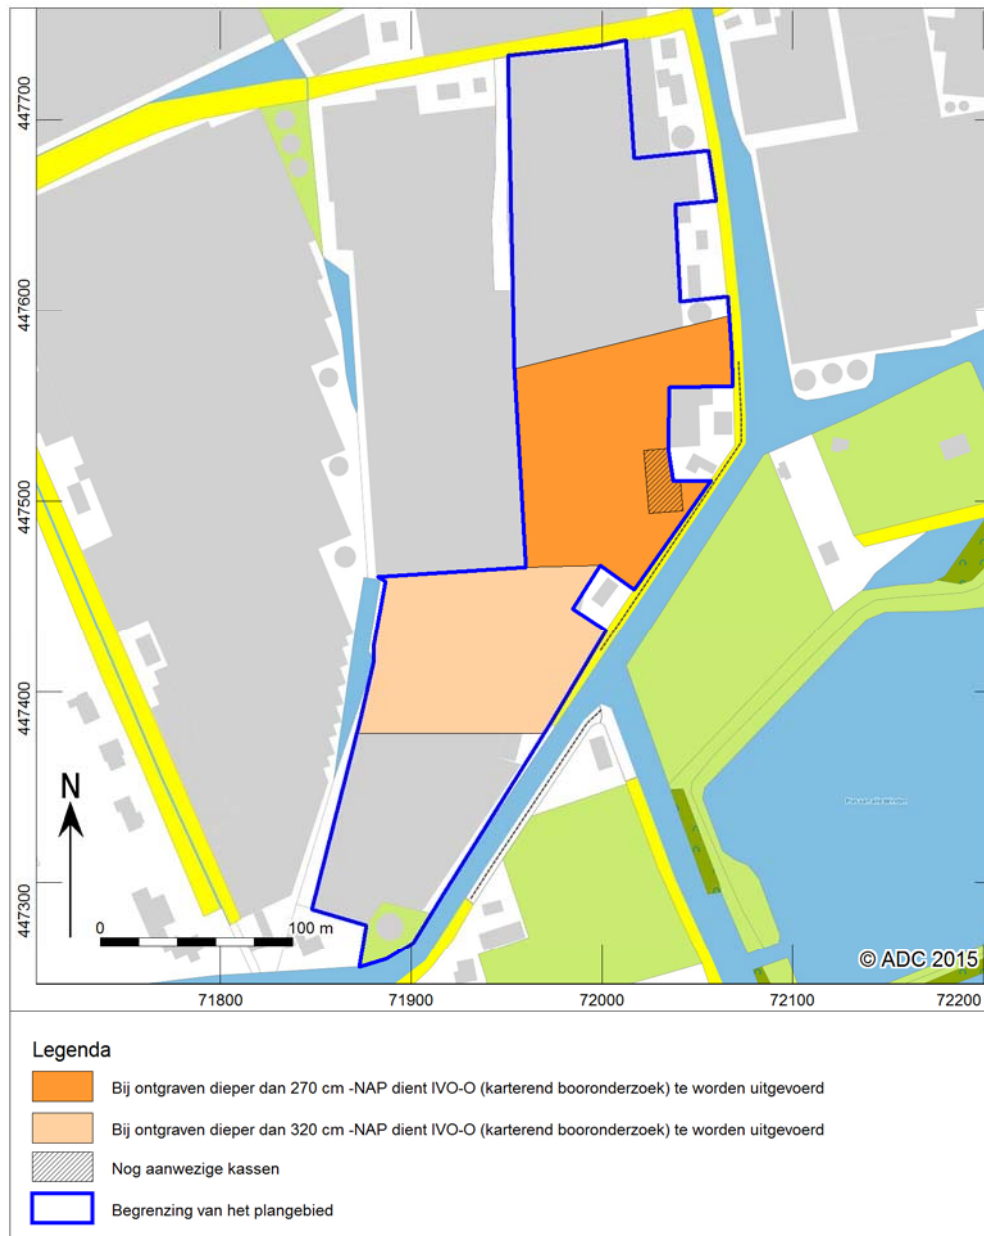 447700
447600
447500
447400
447300
N
0
100 m
© ADC 2015
71800
71900
72000
72100
72200
Legenda
Bij ontgraven dieper dan 270 cm -NAP dient IVO-O (karterend booronderzoek) te worden uitgevoerd
Bij ontgraven dieper dan 320 cm -NAP dient IVO-O (karterend booronderzoek) te worden uitgevoerd
Nog aanwezige kassen
Begrenzing van het plangebied